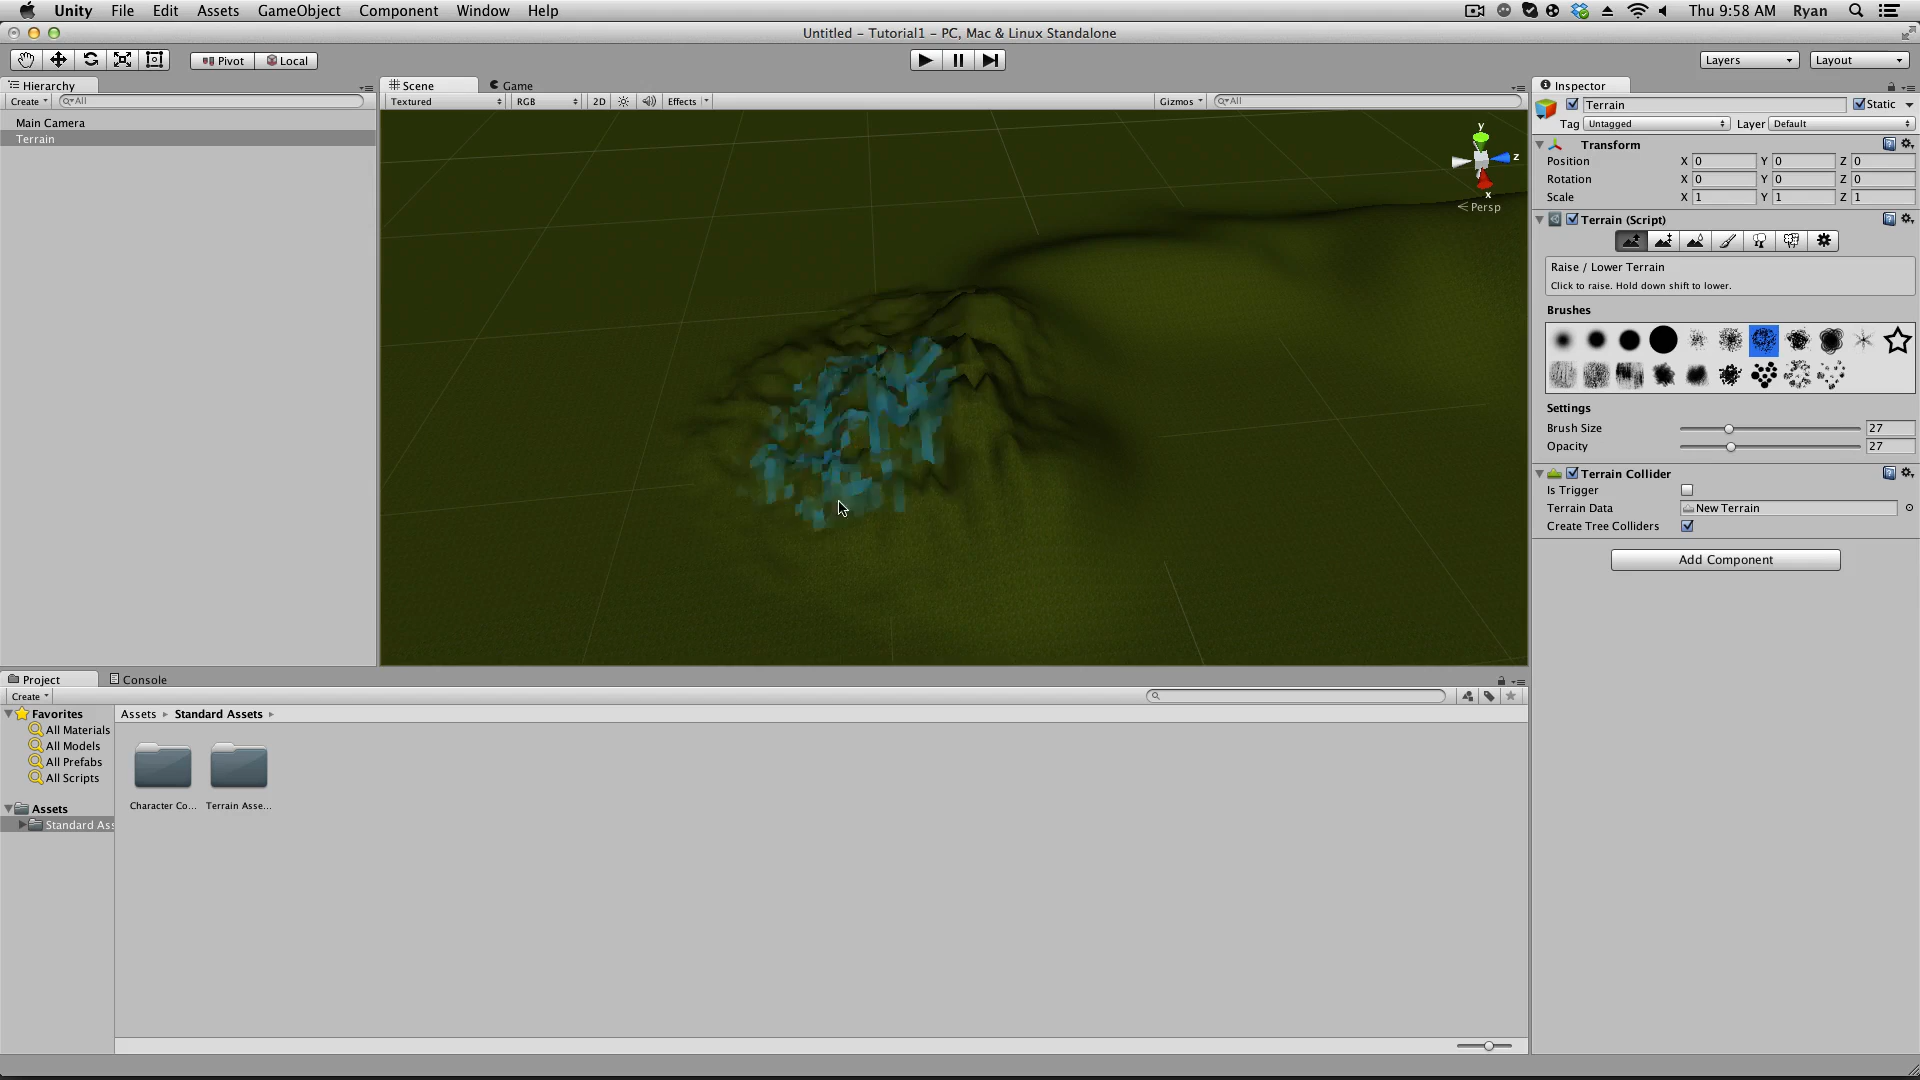 Unity File Edit Assets GameObject Component Window Help Thu 9:58 AM Ryan
Untitled – Tutorial1 – PC, Mac & Linux Standalone
Pivot Local Layers Layout
Hierarchy
Create All
Main Camera
Terrain
Scene Game
Textured RGB 2D Effects Gizmos All
y
z
x
Persp
Inspector
Terrain Static
Tag Untagged Layer Default
Transform
Position X 0 Y 0 Z 0
Rotation X 0 Y 0 Z 0
Scale X 1 Y 1 Z 1
Terrain (Script)
Raise / Lower Terrain
Click to raise. Hold down shift to lower.
Brushes
Settings
Brush Size 27
Opacity 27
Terrain Collider
Is Trigger
Terrain Data New Terrain
Create Tree Colliders
Add Component
Project Console
Create
Favorites
All Materials
All Models
All Prefabs
All Scripts
Assets
Standard Ass
Assets Standard Assets
Character Co... Terrain Asse...